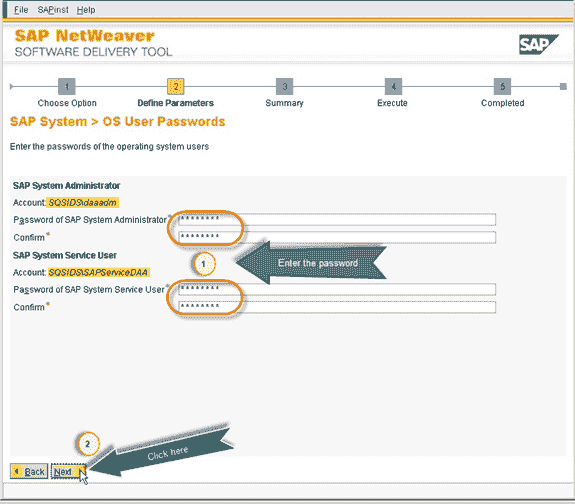 File SAPinst Help
SAP NetWeaver
SOFTWARE DELIVERY TOOL
SAP
1 2 3 4 5
Choose Option Define Parameters Summary Execute Completed
SAP System > OS User Passwords
Enter the passwords of the operating system users
SAP System Administrator
Account: SQSIDS\daaadm
Password of SAP System Administrator* ********
Confirm* ********
SAP System Service User
1
Enter the password
Account: SQSIDS\SAPServiceDAA
Password of SAP System Service User* ********
Confirm* ********
2
Click here
Back Next